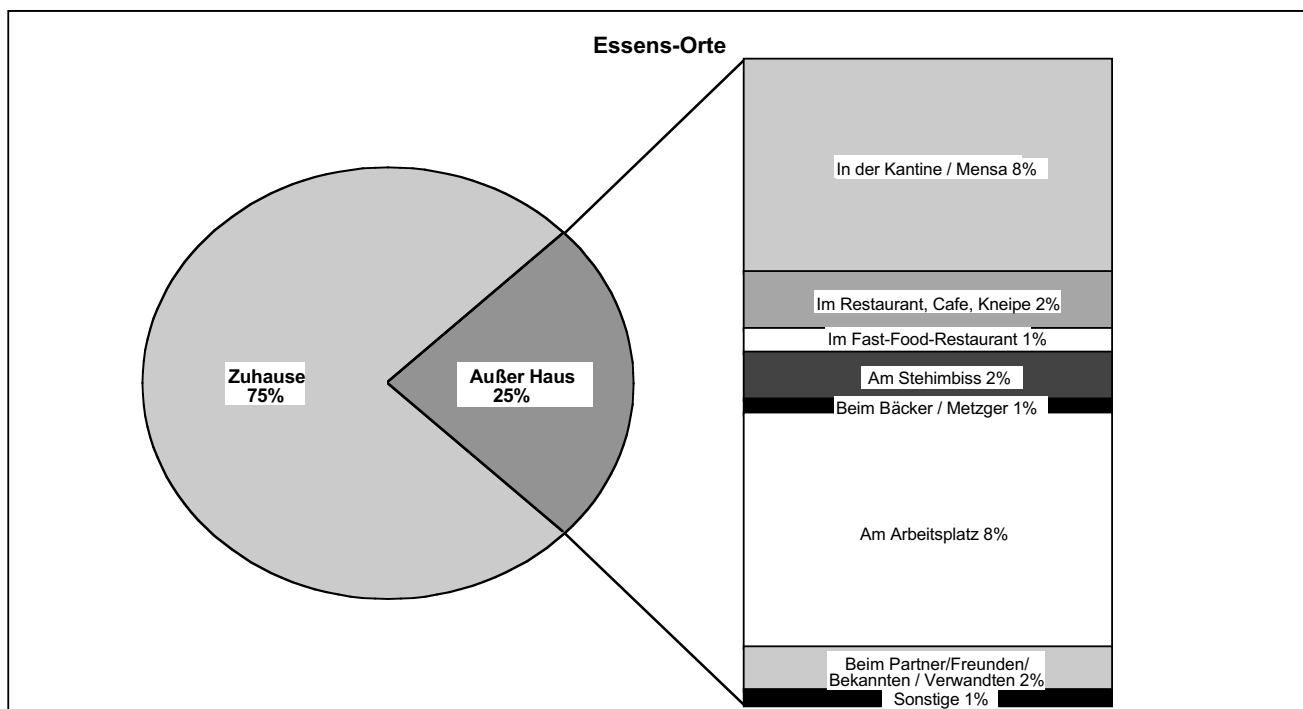 Essens-Orte
Zuhause
75%
Außer Haus
25%
In der Kantine / Mensa 8%
Im Restaurant, Cafe, Kneipe 2%
Im Fast-Food-Restaurant 1%
Am Stehimbiss 2%
Beim Bäcker / Metzger 1%
Am Arbeitsplatz 8%
Beim Partner/Freunden/
Bekannten / Verwandten 2%
Sonstige 1%